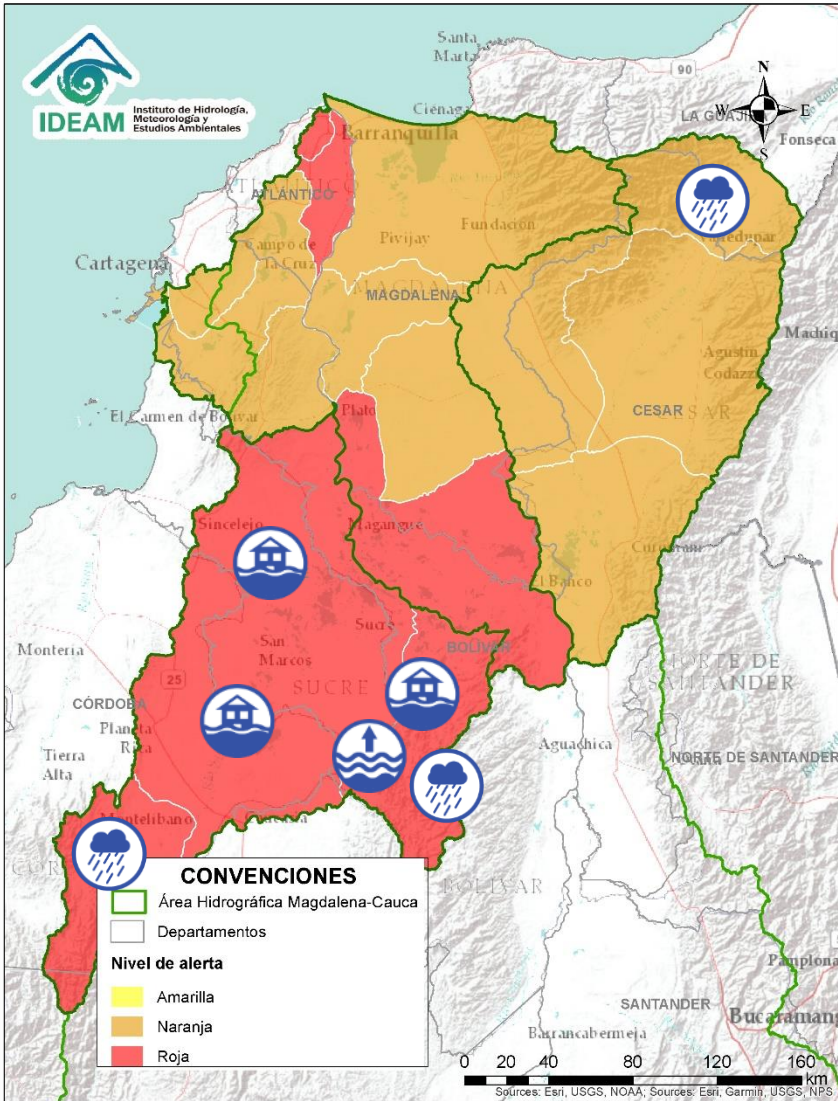 IDEAM
Instituto de Hidrología,
Meteorología y
Estudios Ambientales
Santa
Marta
90
N
W
E
S
LA GUAJIRA
Fonseca
Ciénaga
Barranquilla
ATLÁNTICO
Fundación
Pivijay
Valledupar
Campo de
la Cruz
Cartagena
MAGDALENA
MAGDALENA
Agustín
Codazzi
CESAR
CESAR
El Carmen de Bolívar
Plato
Sincelejo
Magangué
El Banco
San
Marcos
Sucre
BOLÍVAR
SUCRE
Montería
25
CÓRDOBA
Planeta
Rica
Tierra
Alta
NORTE DE
SANTANDER
NORTE DE SANTANDER
Aguachica
Montelíbano
BOLÍVAR
CONVENCIONES
Área Hidrográfica Magdalena-Cauca
Departamentos
Nivel de alerta
Amarilla
Naranja
Roja
Pamplona
SANTANDER
Barrancabermeja
0 20 40 80 120 160
km
Sources: Esri, USGS, NOAA; Sources: Esri, Garmin, USGS, NPS